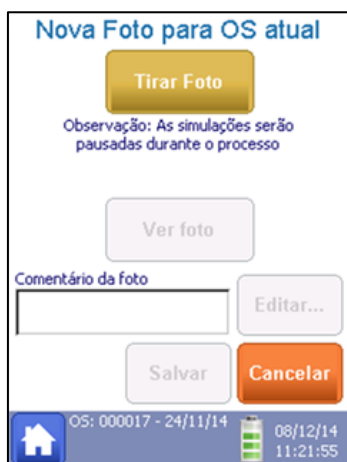 Nova Foto para OS atual
Tirar Foto
Observação: As simulações serão
pausadas durante o processo
Ver foto
Comentário da foto
Editar...
Salvar
Cancelar
OS: 000017 - 24/11/14
08/12/14
11:21:55